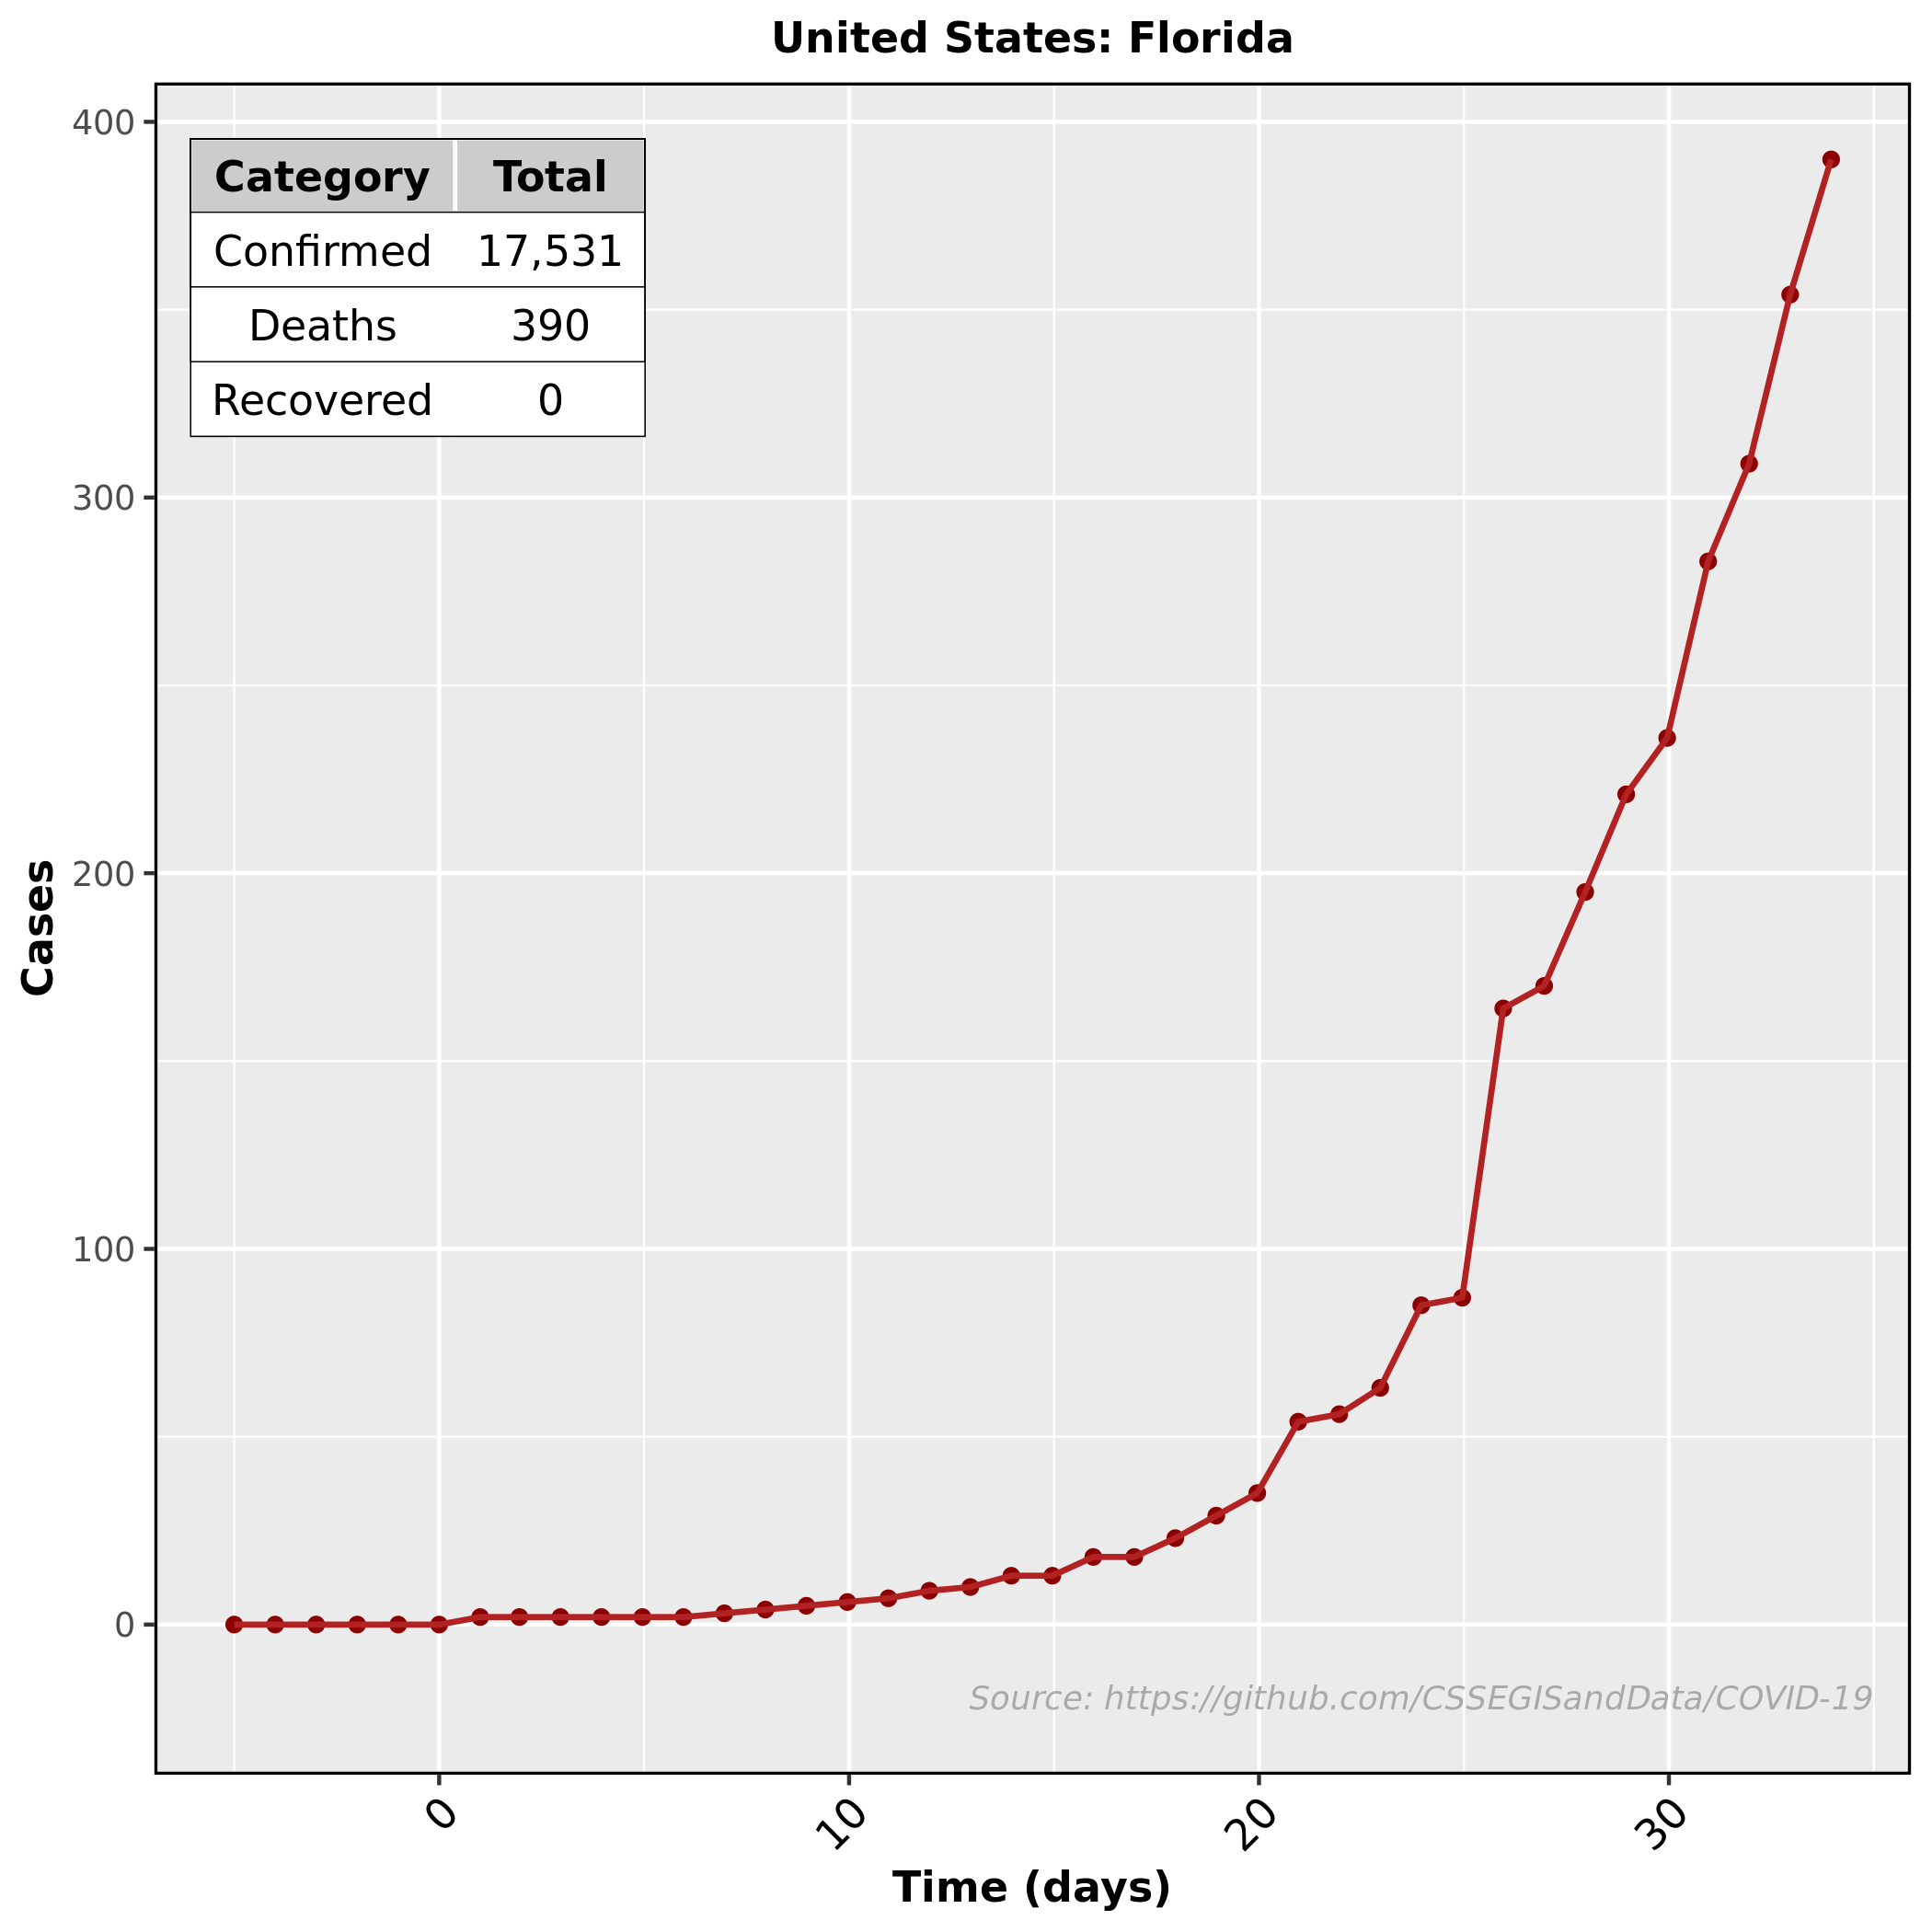 United States: Florida
400
300
200
100
0
Cases
Category Total
Confirmed 17,531
Deaths 390
Recovered 0
Source: https://github.com/CSSEGISandData/COVID-19
0 10 20 30
Time (days)